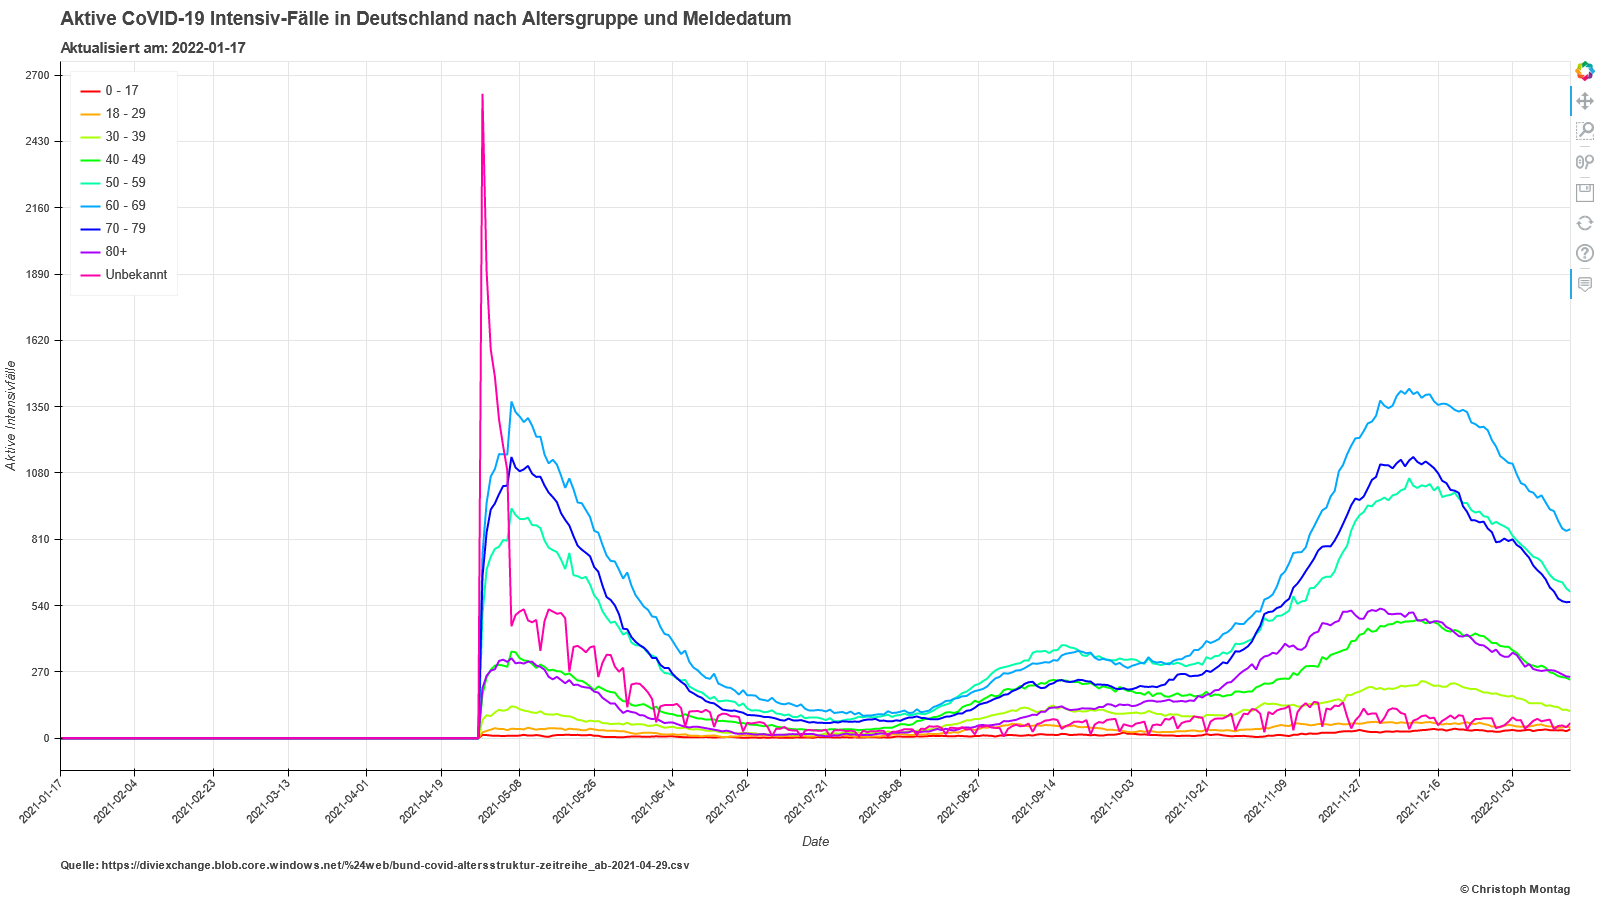 Aktive CoVID-19 Intensiv-Fälle in Deutschland nach Altersgruppe und Meldedatum
Aktualisiert am: 2022-01-17
0 - 17
18 - 29
30 - 39
40 - 49
50 - 59
60 - 69
70 - 79
80+
Unbekannt
2700
2430
2160
1890
1620
1350
1080
810
540
270
0
Aktive Intensivfälle
2021-01-17
2021-02-04
2021-02-23
2021-03-13
2021-04-01
2021-04-19
2021-05-08
2021-05-26
2021-06-14
2021-07-02
2021-07-21
2021-08-08
2021-08-27
2021-09-14
2021-10-03
2021-10-21
2021-11-09
2021-11-27
2021-12-16
2022-01-03
Date
Quelle: https://diviexchange.blob.core.windows.net/%24web/bund-covid-altersstruktur-zeitreihe_ab-2021-04-29.csv
© Christoph Montag